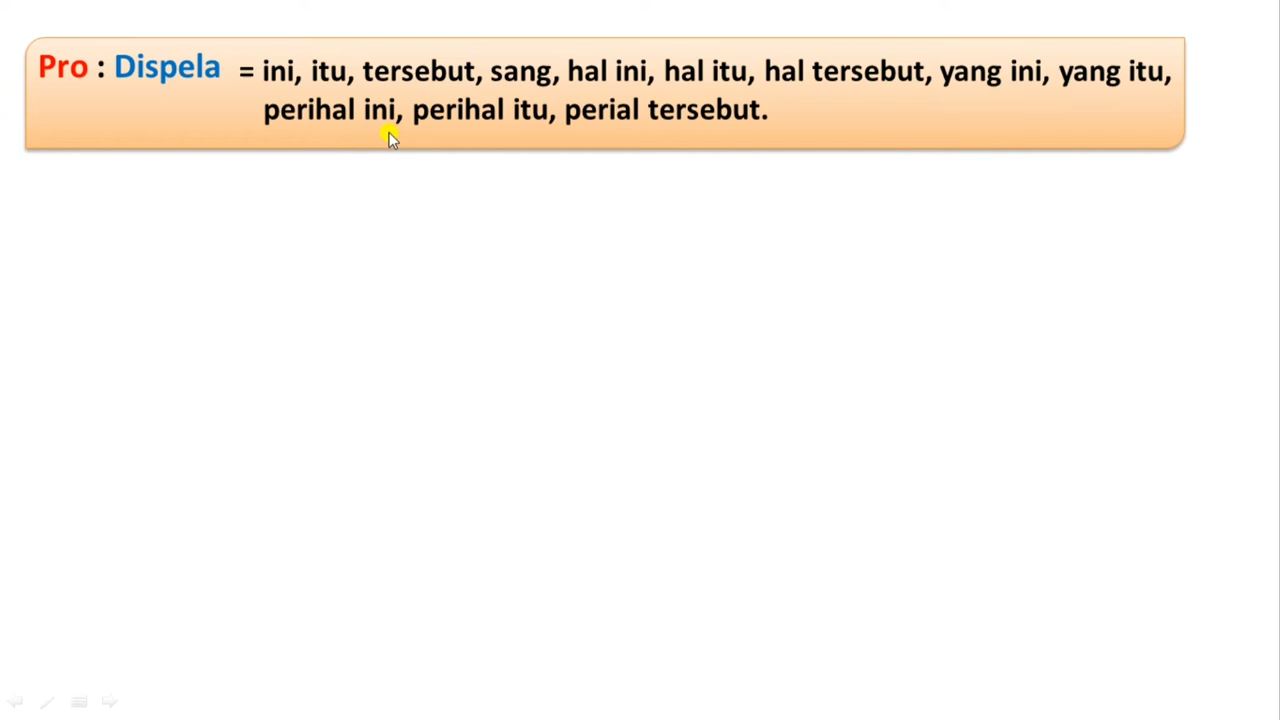 Pro : Dispela = ini, itu, tersebut, sang, hal ini, hal itu, hal tersebut, yang ini, yang itu,
perihal ini, perihal itu, perial tersebut.